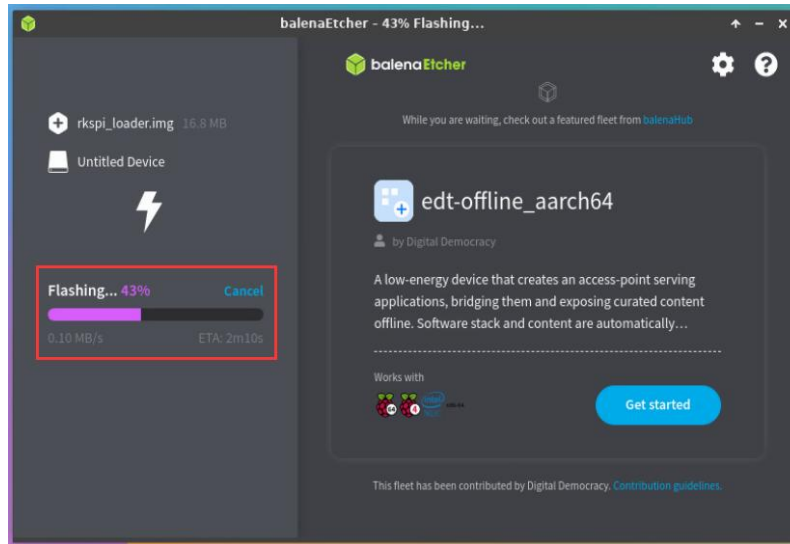 balenaEtcher - 43% Flashing...
balenaEtcher
While you are waiting, check out a featured fleet from balenaHub
rkspi_loader.img 16.8 MB
Untitled Device
Flashing... 43% Cancel
0.10 MB/s ETA: 2m10s
edt-offline_aarch64
by Digital Democracy
A low-energy device that creates an access-point serving
applications, bridging them and exposing curated content
offline. Software stack and content are automatically...
Works with
64 4
Get started
This fleet has been contributed by Digital Democracy. Contribution guidelines.